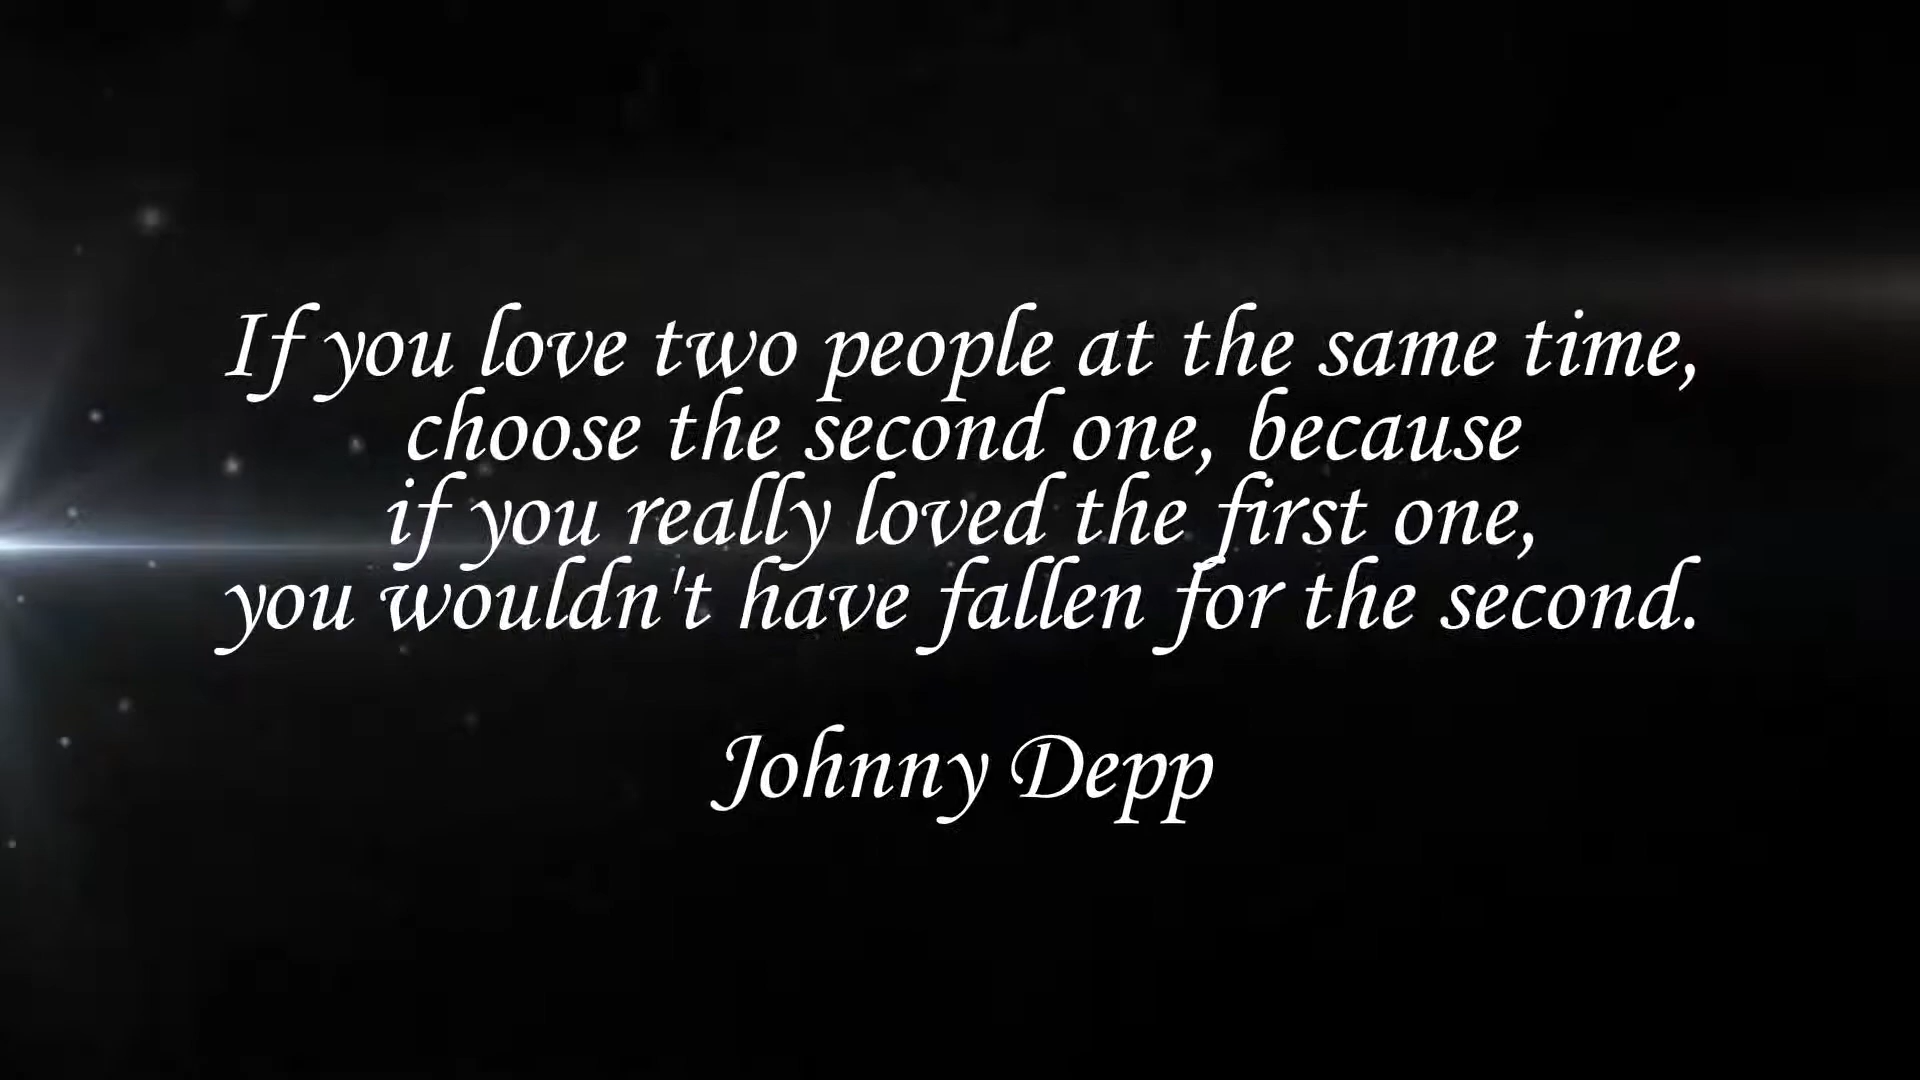 If you love two people at the same time,
choose the second one, because
if you really loved the first one,
you wouldn't have fallen for the second.
Johnny Depp